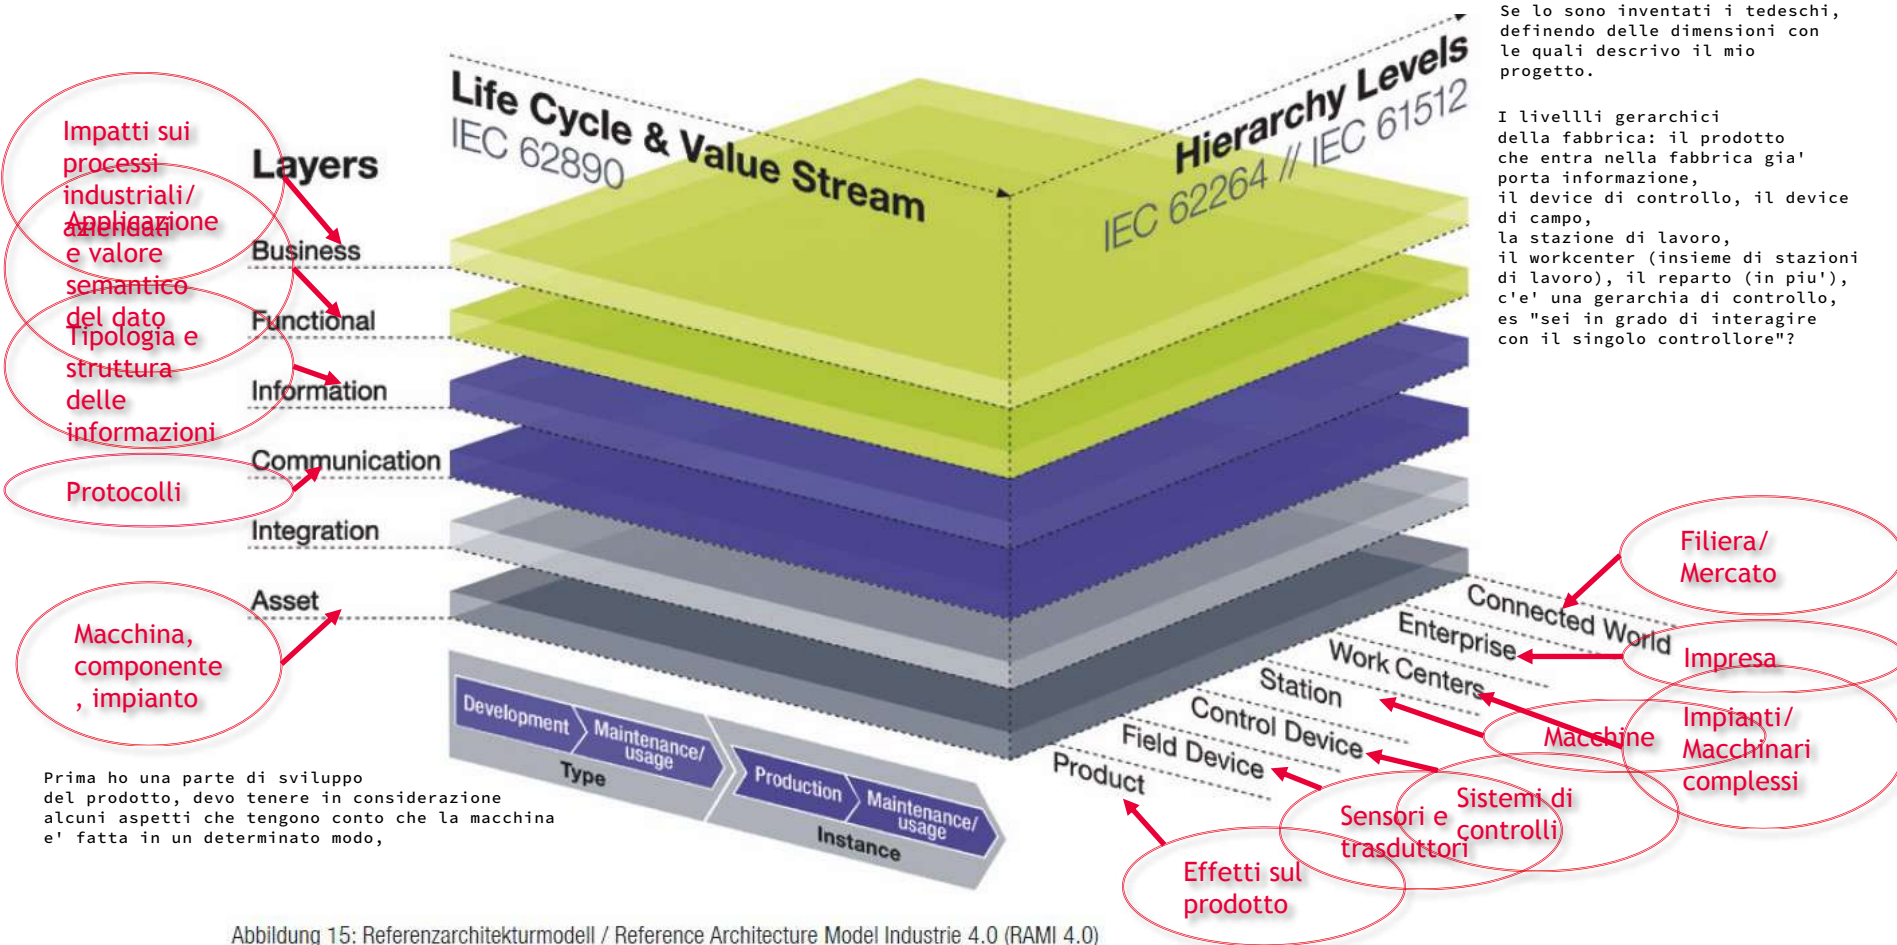 Se lo sono inventati i tedeschi,
definendo delle dimensioni con
le quali descrivo il mio
progetto.
I livellli gerarchici
della fabbrica: il prodotto
che entra nella fabbrica gia'
porta informazione,
il device di controllo, il device
di campo,
la stazione di lavoro,
il workcenter (insieme di stazioni
di lavoro), il reparto (in piu'),
c'e' una gerarchia di controllo,
es "sei in grado di interagire
con il singolo controllore"?
Life Cycle & Value Stream
IEC 62890
Hierarchy Levels
IEC 62264 // IEC 61512
Layers
Business
Functional
Information
Communication
Integration
Asset
Impatti sui
processi
industriali/
aziendali
Applicazione
e valore
semantico
del dato
Tipologia e
struttura
delle
informazioni
Protocolli
Macchina,
componente
, impianto
Connected World
Enterprise
Work Centers
Station
Control Device
Field Device
Product
Filiera/
Mercato
Impresa
Impianti/
Macchinari
complessi
Macchine
Sistemi di
controlli
Sensori e
trasduttori
Effetti sul
prodotto
Development
Maintenance/
usage
Type
Production
Maintenance/
usage
Instance
Prima ho una parte di sviluppo
del prodotto, devo tenere in considerazione
alcuni aspetti che tengono conto che la macchina
e' fatta in un determinato modo,
Abbildung 15: Referenzarchitekturmodell / Reference Architecture Model Industrie 4.0 (RAMI 4.0)